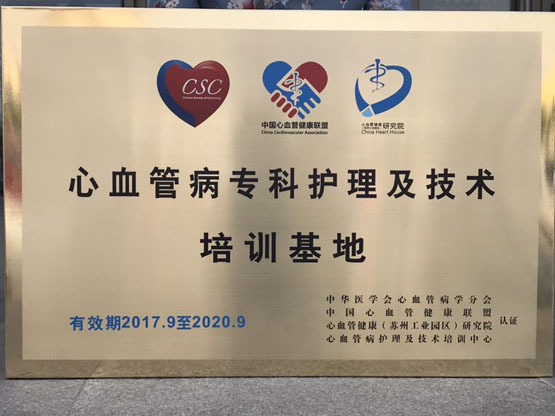 CSC
Chinese Society of Cardiology
中国心血管健康联盟
China Cardiovascular Association
心血管健康
研究院
China Heart House
心血管病专科护理及技术
培训基地
有效期2017.9至2020.9
中华医学会心血管病学分会
中国心血管健康联盟
心血管健康（苏州工业园区）研究院
心血管病护理及技术培训中心
认证